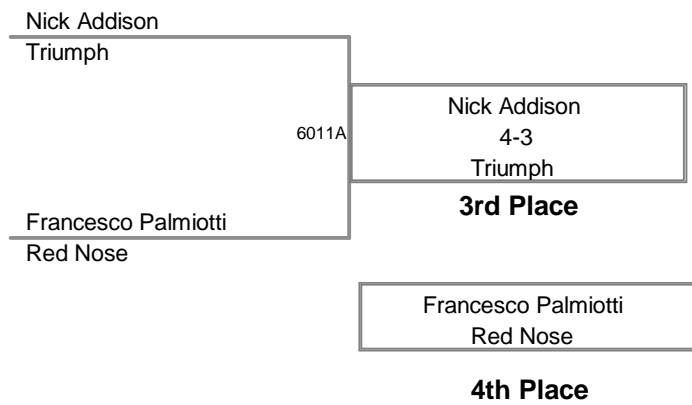 Nick Addison
Triumph
6011A
Nick Addison
4-3
Triumph
3rd Place
Francesco Palmiotti
Red Nose
Francesco Palmiotti
Red Nose
4th Place